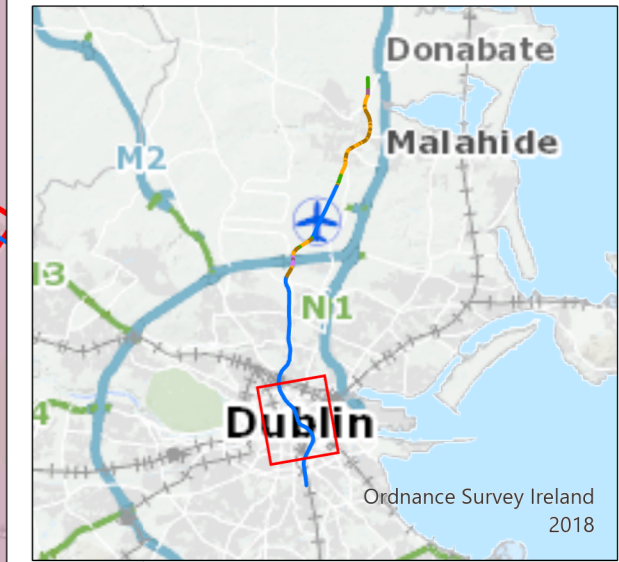 Donabate
Malahide
M2
N1
Dublin
Ordnance Survey Ireland
2018